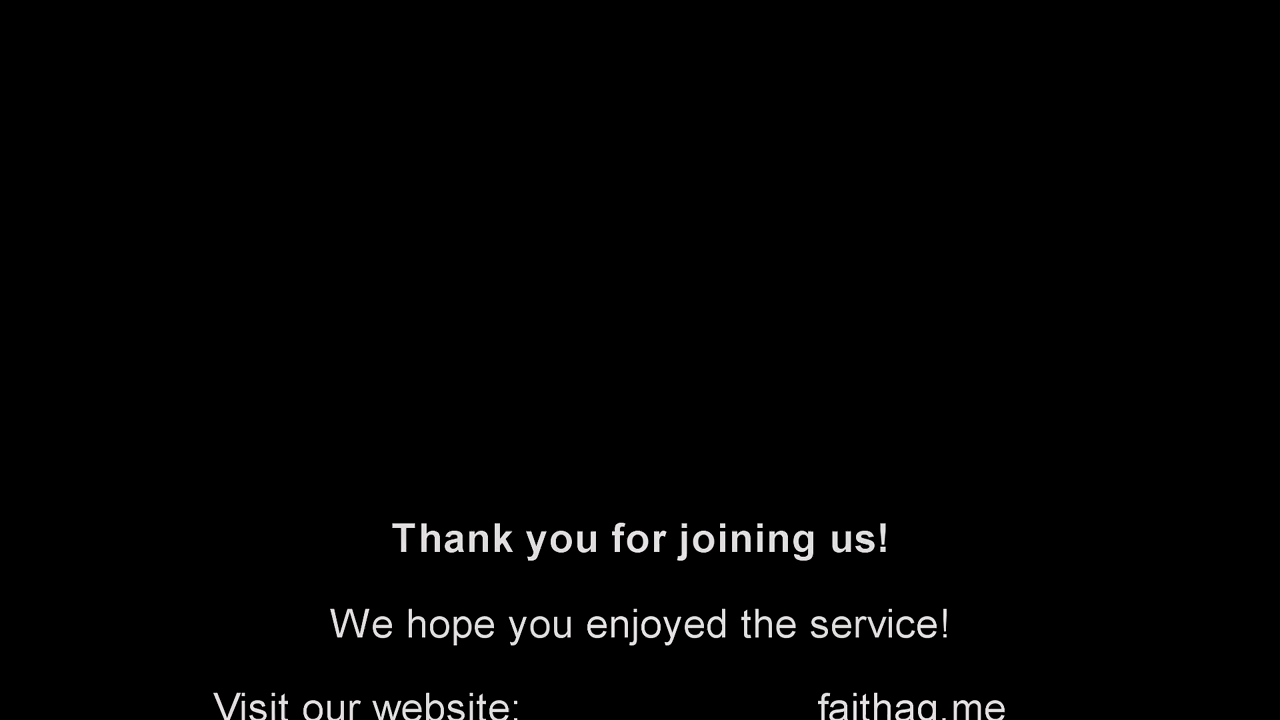 Thank you for joining us!
We hope you enjoyed the service!
Visit our website: faithag.me